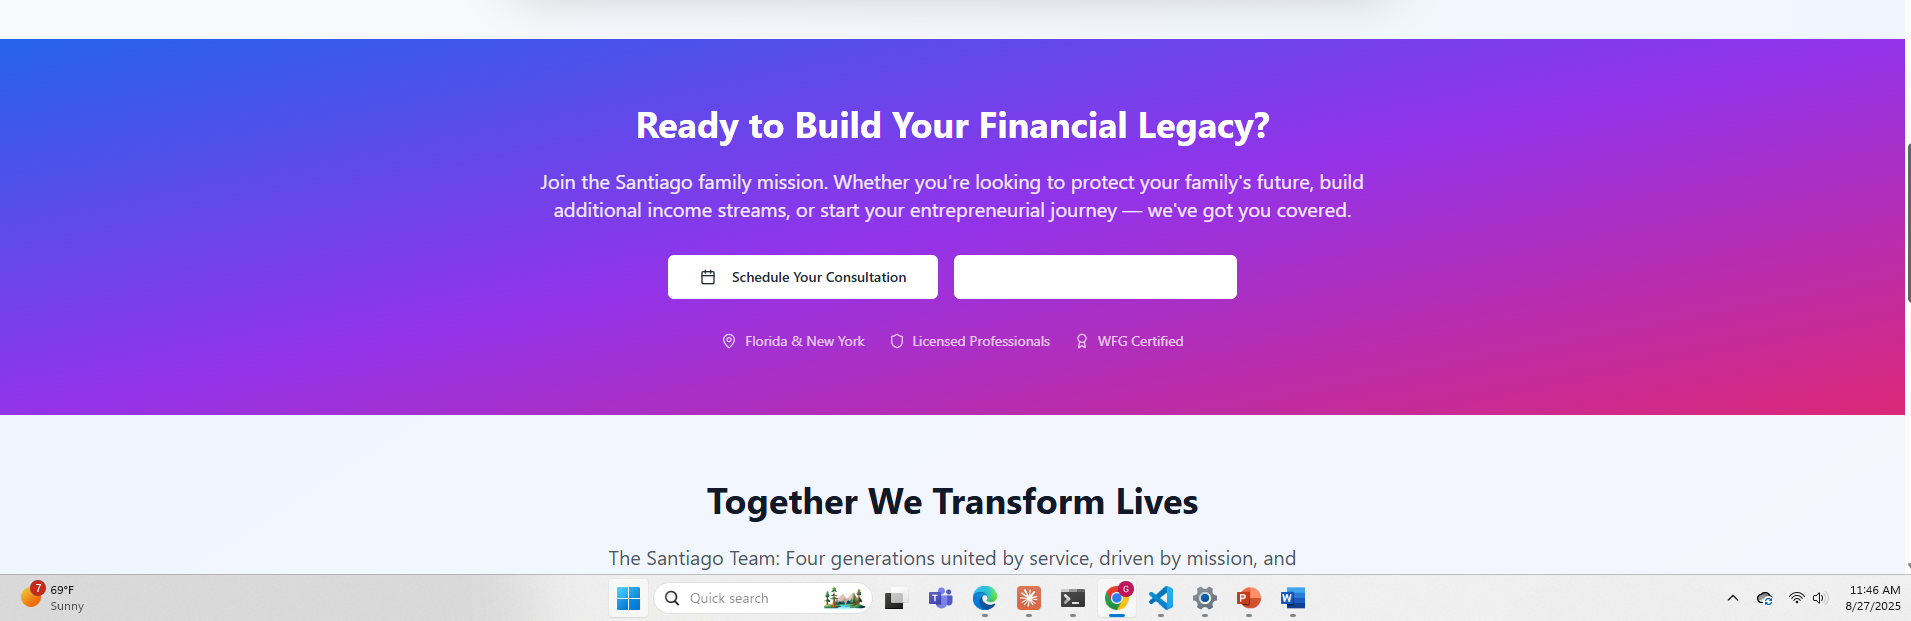 Ready to Build Your Financial Legacy?
Join the Santiago family mission. Whether you're looking to protect your family's future, build
additional income streams, or start your entrepreneurial journey — we've got you covered.
Schedule Your Consultation
Florida & New York
Licensed Professionals
WFG Certified
Together We Transform Lives
The Santiago Team: Four generations united by service, driven by mission, and
7
69°F
Sunny
Quick search
T
G
P
W
11:46 AM
8/27/2025